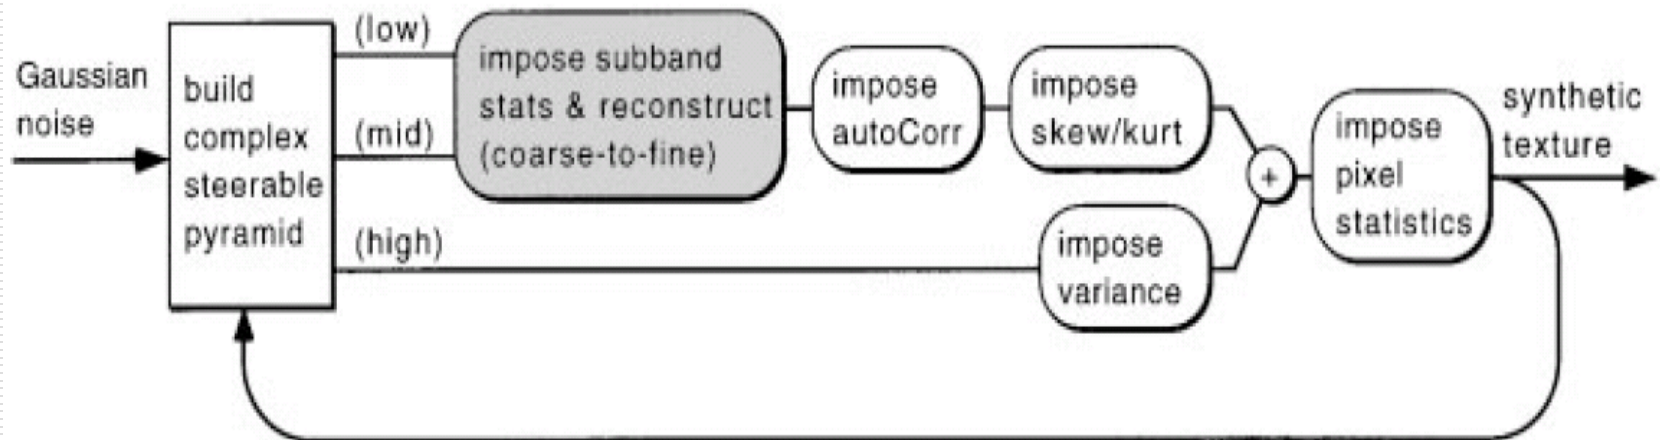 Gaussian
noise
build
complex
steerable
pyramid
(low)
(mid)
(high)
impose subband
stats & reconstruct
(coarse-to-fine)
impose
autoCorr
impose
skew/kurt
impose
variance
+
impose
pixel
statistics
synthetic
texture